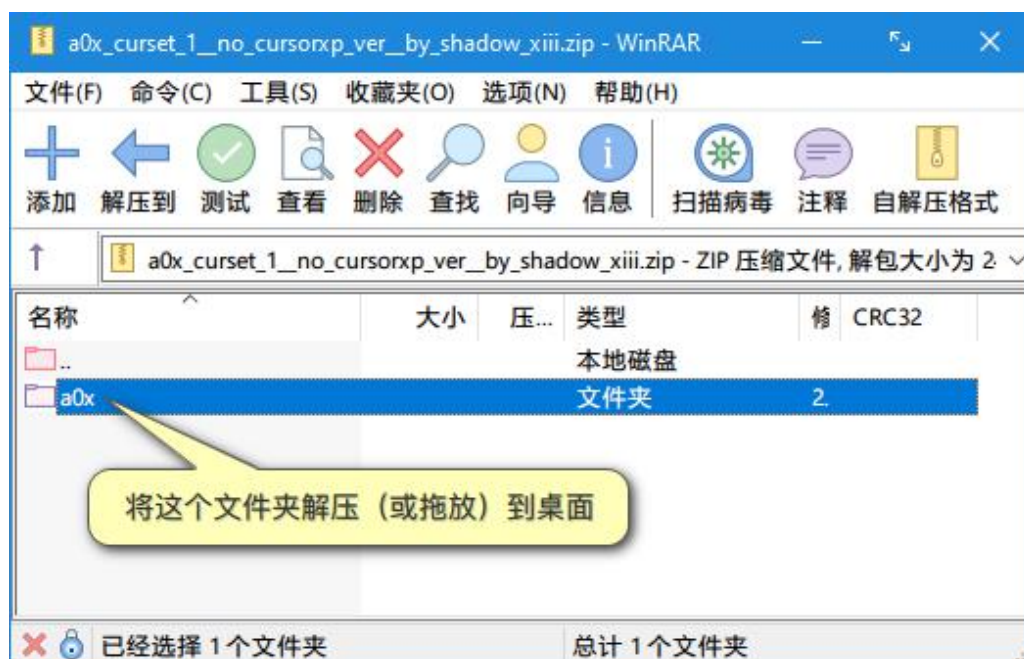 a0x_curset_1__no_cursorxp_ver__by_shadow_xiii.zip - WinRAR
文件(F) 命令(C) 工具(S) 收藏夹(O) 选项(N) 帮助(H)
添加 解压到 测试 查看 删除 查找 向导 信息 扫描病毒 注释 自解压格式
a0x_curset_1__no_cursorxp_ver__by_shadow_xiii.zip - ZIP 压缩文件, 解包大小为 2
名称 大小 压... 类型 修 CRC32
.. 本地磁盘
a0x 文件夹 2.
将这个文件夹解压（或拖放）到桌面
已经选择 1 个文件夹 总计 1 个文件夹